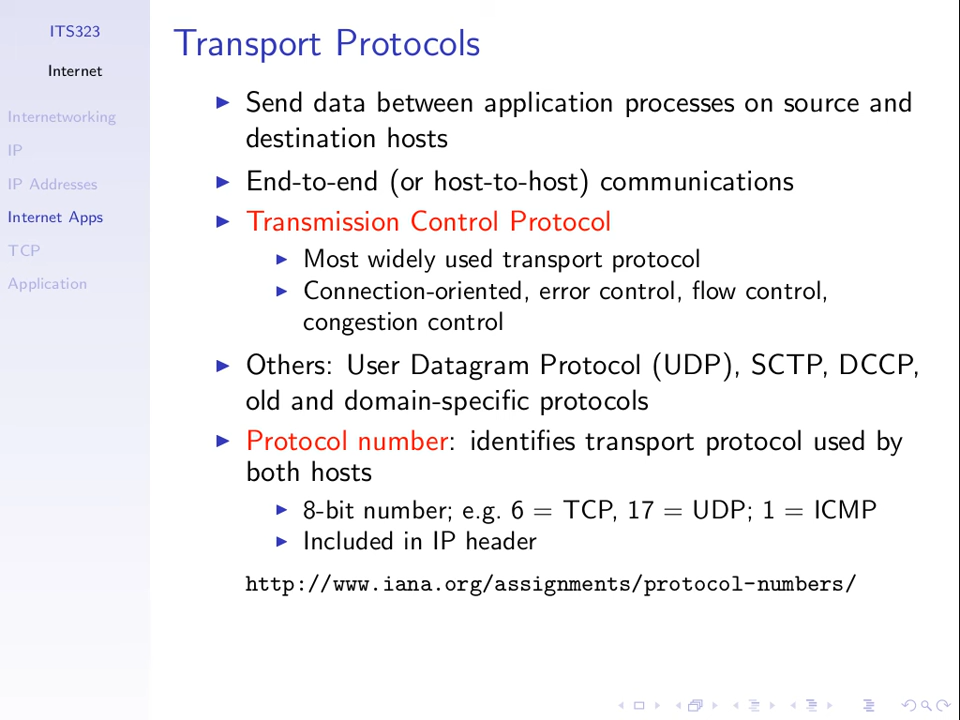 ITS323
Internet
Internetworking
IP
IP Addresses
Internet Apps
TCP
Application
Transport Protocols
Send data between application processes on source and
destination hosts
End-to-end (or host-to-host) communications
Transmission Control Protocol
Most widely used transport protocol
Connection-oriented, error control, flow control,
congestion control
Others: User Datagram Protocol (UDP), SCTP, DCCP,
old and domain-specific protocols
Protocol number: identifies transport protocol used by
both hosts
8-bit number; e.g. 6 = TCP, 17 = UDP; 1 = ICMP
Included in IP header
http://www.iana.org/assignments/protocol-numbers/